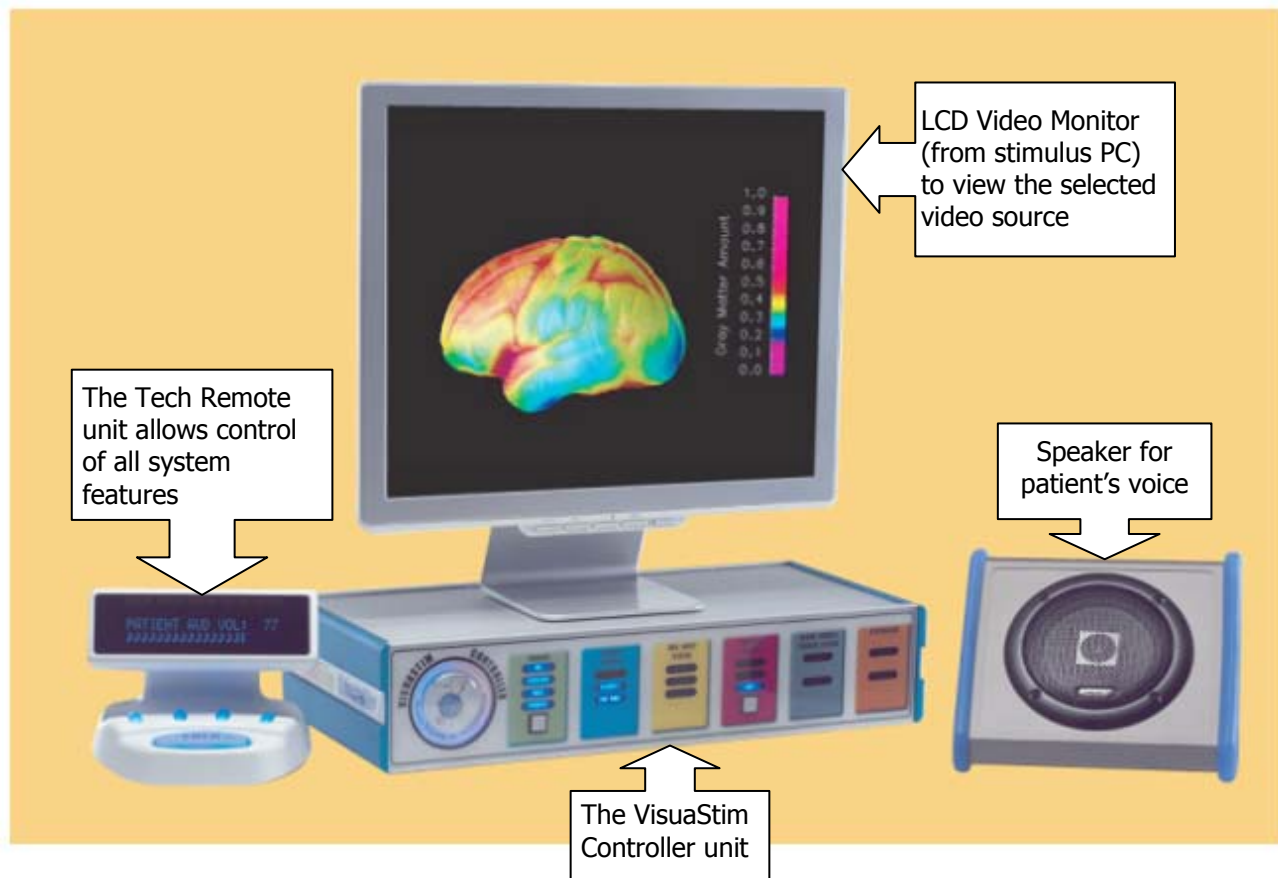 LCD Video Monitor
(from stimulus PC)
to view the selected
video source
1.0
0.9
0.8
0.7
0.6
0.5
0.4
0.3
0.2
0.1
0.0
Gray Matter Amount
The Tech Remote
unit allows control
of all system
features
Speaker for
patient’s voice
PATIENT AUD VOL: 77
VISUASTIM CONTROLLER
POWER
The VisuaStim
Controller unit